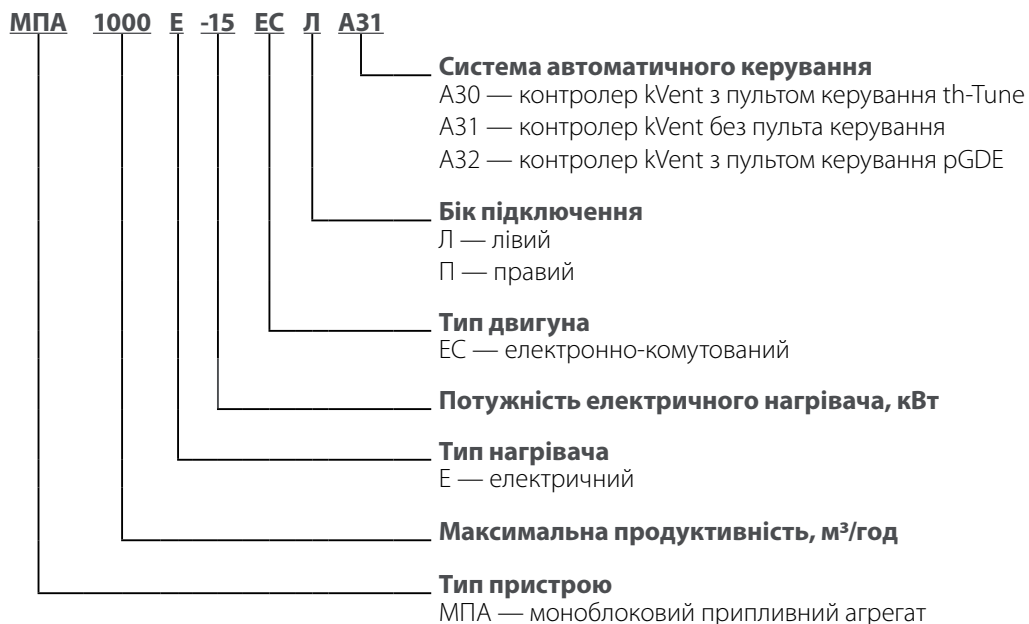 МПА 1000 Е -15 ЕС Л А31
Система автоматичного керування
А30 — контролер kVent з пультом керування th-Tune
А31 — контролер kVent без пульта керування
А32 — контролер kVent з пультом керування pGDE
Бік підключення
Л — лівий
П — правий
Тип двигуна
ЕС — електронно-комутований
Потужність електричного нагрівача, кВт
Тип нагрівача
Е — електричний
Максимальна продуктивність, м³/год
Тип пристрою
МПА — моноблоковий припливний агрегат